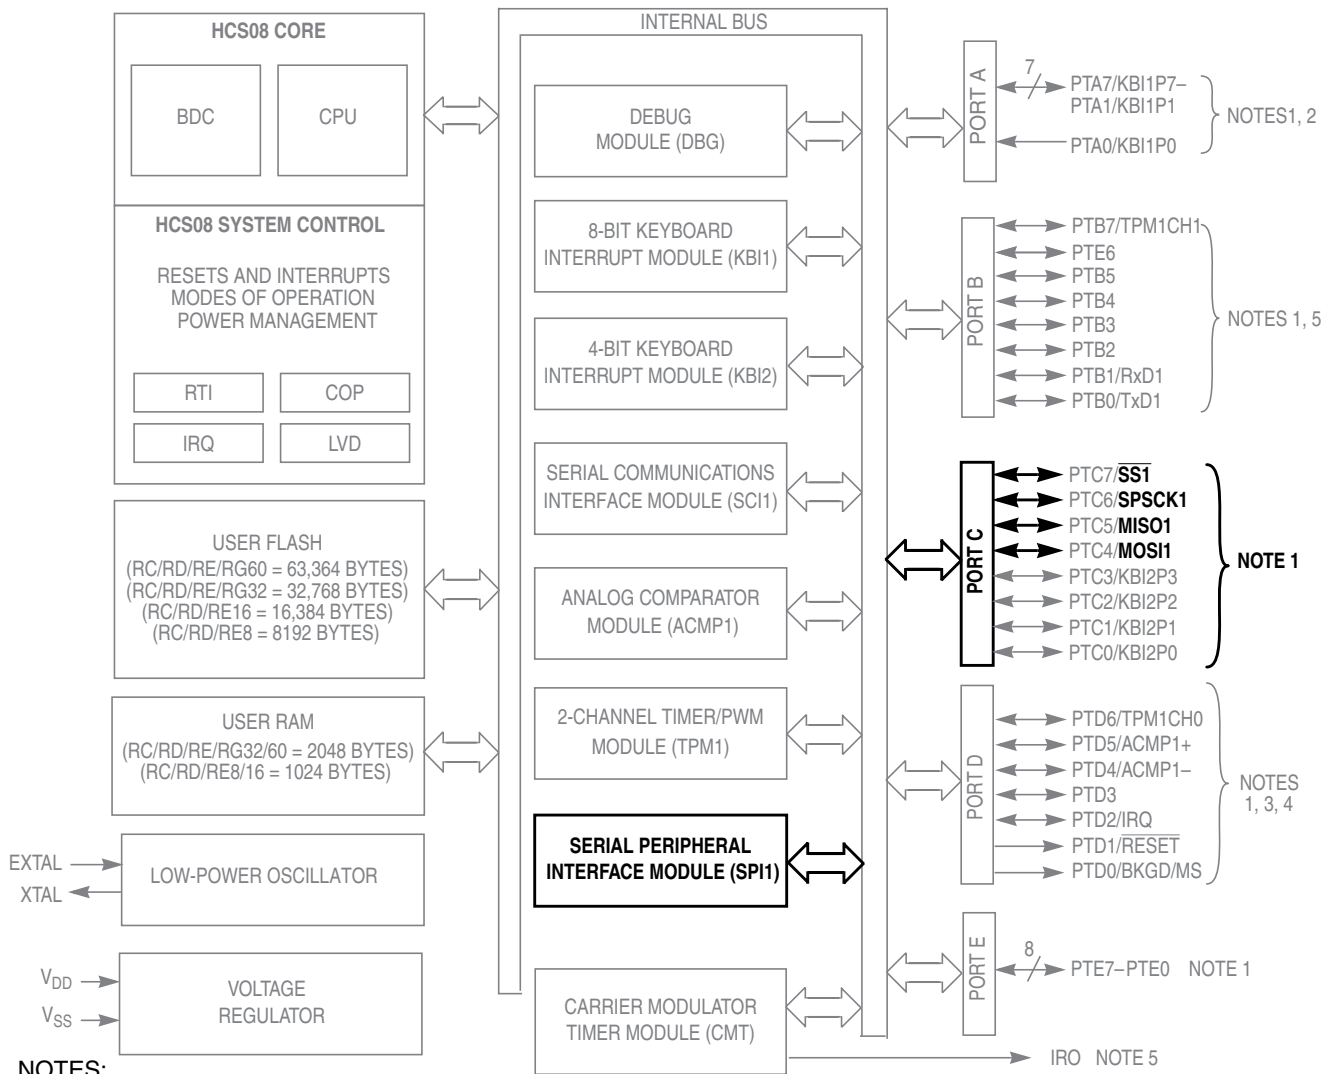 HCS08 CORE
BDC
CPU
HCS08 SYSTEM CONTROL
RESETS AND INTERRUPTS
MODES OF OPERATION
POWER MANAGEMENT
RTI
COP
IRQ
LVD
USER FLASH
(RC/RD/RE/RG60 = 63,364 BYTES)
(RC/RD/RE/RG32 = 32,768 BYTES)
(RC/RD/RE16 = 16,384 BYTES)
(RC/RD/RE8 = 8192 BYTES)
USER RAM
(RC/RD/RE/RG32/60 = 2048 BYTES)
(RC/RD/RE8/16 = 1024 BYTES)
EXTAL
XTAL
LOW-POWER OSCILLATOR
VDD
VSS
VOLTAGE
REGULATOR
NOTES:
INTERNAL BUS
DEBUG
MODULE (DBG)
8-BIT KEYBOARD
INTERRUPT MODULE (KBI1)
4-BIT KEYBOARD
INTERRUPT MODULE (KBI2)
SERIAL COMMUNICATIONS
INTERFACE MODULE (SCI1)
ANALOG COMPARATOR
MODULE (ACMP1)
2-CHANNEL TIMER/PWM
MODULE (TPM1)
SERIAL PERIPHERAL
INTERFACE MODULE (SPI1)
CARRIER MODULATOR
TIMER MODULE (CMT)
PORT A
7
PTA7/KBI1P7–
PTA1/KBI1P1
PTA0/KBI1P0
NOTES1, 2
PORT B
PTB7/TPM1CH1
PTE6
PTB5
PTB4
PTB3
PTB2
PTB1/RxD1
PTB0/TxD1
NOTES 1, 5
PORT C
PTC7/SS1
PTC6/SPSCK1
PTC5/MISO1
PTC4/MOSI1
PTC3/KBI2P3
PTC2/KBI2P2
PTC1/KBI2P1
PTC0/KBI2P0
NOTE 1
PORT D
PTD6/TPM1CH0
PTD5/ACMP1+
PTD4/ACMP1–
PTD3
PTD2/IRQ
PTD1/RESET
PTD0/BKGD/MS
NOTES
1, 3, 4
PORT E
8
PTE7–PTE0 NOTE 1
IRO NOTE 5